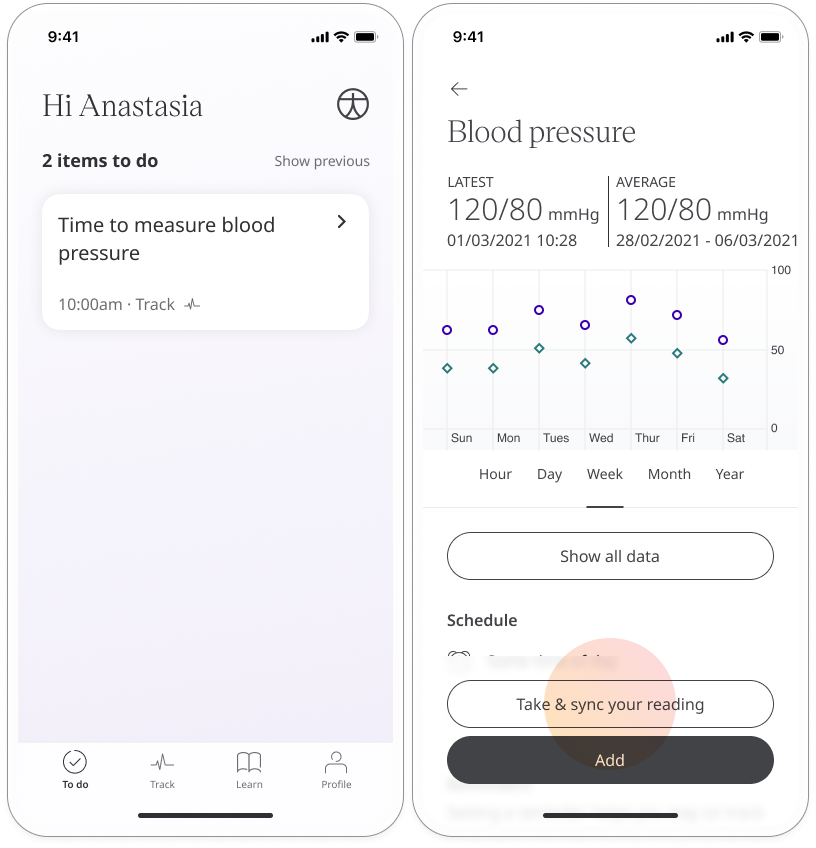 9:41
Hi Anastasia
2 items to do
Show previous
Time to measure blood
pressure
10:00am · Track
To do
Track
Learn
Profile
9:41
Blood pressure
LATEST
120/80 mmHg
01/03/2021 10:28
AVERAGE
120/80 mmHg
28/02/2021 - 06/03/2021
100
50
0
Sun Mon Tues Wed Thur Fri Sat
Hour Day Week Month Year
Show all data
Schedule
Take & sync your reading
Add